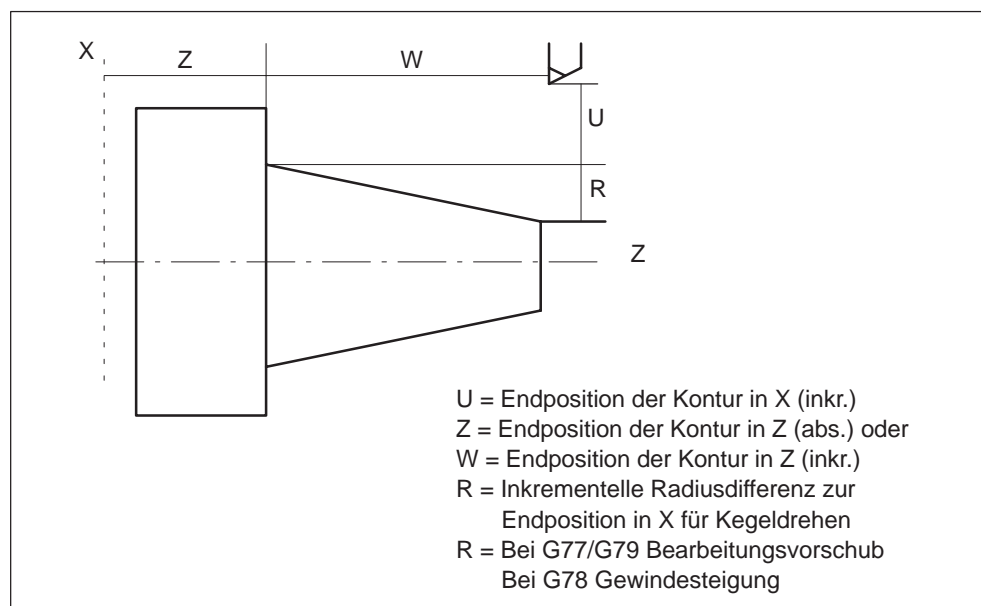 X
Z
W
U
R
Z
U = Endposition der Kontur in X (inkr.)
Z = Endposition der Kontur in Z (abs.) oder
W = Endposition der Kontur in Z (inkr.)
R = Inkrementelle Radiusdifferenz zur
Endposition in X für Kegeldrehen
R = Bei G77/G79 Bearbeitungsvorschub
Bei G78 Gewindesteigung